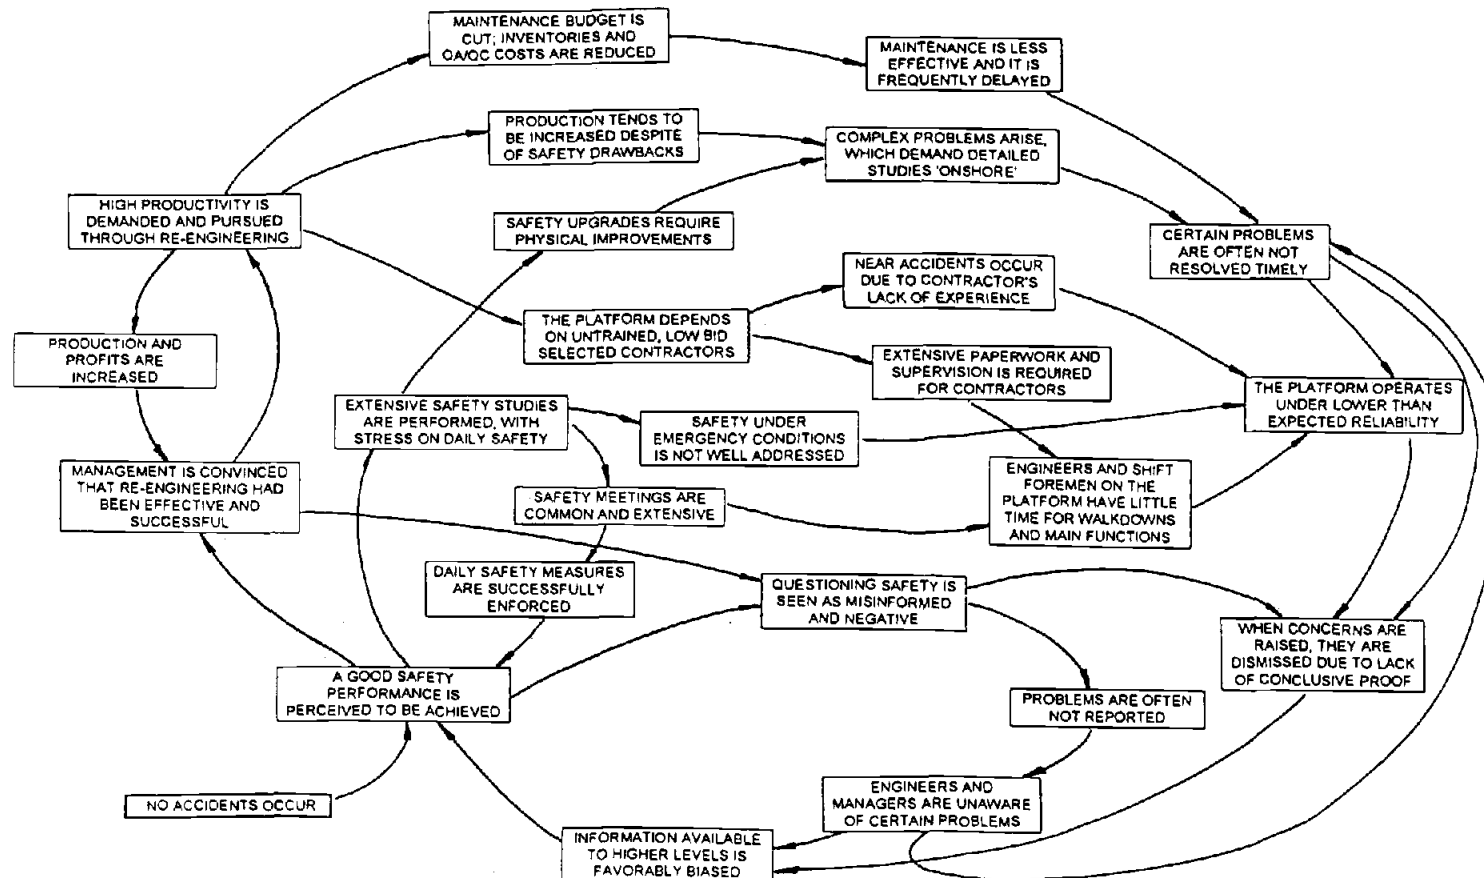 MAINTENANCE BUDGET IS
CUT; INVENTORIES AND
QA/QC COSTS ARE REDUCED
MAINTENANCE IS LESS
EFFECTIVE AND IT IS
FREQUENTLY DELAYED
PRODUCTION TENDS TO
BE INCREASED DESPITE
OF SAFETY DRAWBACKS
COMPLEX PROBLEMS ARISE,
WHICH DEMAND DETAILED
STUDIES 'ONSHORE'
HIGH PRODUCTIVITY IS
DEMANDED AND PURSUED
THROUGH RE-ENGINEERING
SAFETY UPGRADES REQUIRE
PHYSICAL IMPROVEMENTS
CERTAIN PROBLEMS
ARE OFTEN NOT
RESOLVED TIMELY
NEAR ACCIDENTS OCCUR
DUE TO CONTRACTOR'S
LACK OF EXPERIENCE
THE PLATFORM DEPENDS
ON UNTRAINED, LOW BID
SELECTED CONTRACTORS
PRODUCTION AND
PROFITS ARE
INCREASED
EXTENSIVE PAPERWORK AND
SUPERVISION IS REQUIRED
FOR CONTRACTORS
THE PLATFORM OPERATES
UNDER LOWER THAN
EXPECTED RELIABILITY
EXTENSIVE SAFETY STUDIES
ARE PERFORMED, WITH
STRESS ON DAILY SAFETY
SAFETY UNDER
EMERGENCY CONDITIONS
IS NOT WELL ADDRESSED
MANAGEMENT IS CONVINCED
THAT RE-ENGINEERING HAD
BEEN EFFECTIVE AND
SUCCESSFUL
SAFETY MEETINGS ARE
COMMON AND EXTENSIVE
ENGINEERS AND SHIFT
FOREMEN ON THE
PLATFORM HAVE LITTLE
TIME FOR WALKDOWNS
AND MAIN FUNCTIONS
DAILY SAFETY MEASURES
ARE SUCCESSFULLY
ENFORCED
QUESTIONING SAFETY IS
SEEN AS MISINFORMED
AND NEGATIVE
WHEN CONCERNS ARE
RAISED, THEY ARE
DISMISSED DUE TO LACK
OF CONCLUSIVE PROOF
A GOOD SAFETY
PERFORMANCE IS
PERCEIVED TO BE ACHIEVED
PROBLEMS ARE OFTEN
NOT REPORTED
NO ACCIDENTS OCCUR
ENGINEERS AND
MANAGERS ARE UNAWARE
OF CERTAIN PROBLEMS
INFORMATION AVAILABLE
TO HIGHER LEVELS IS
FAVORABLY BIASED